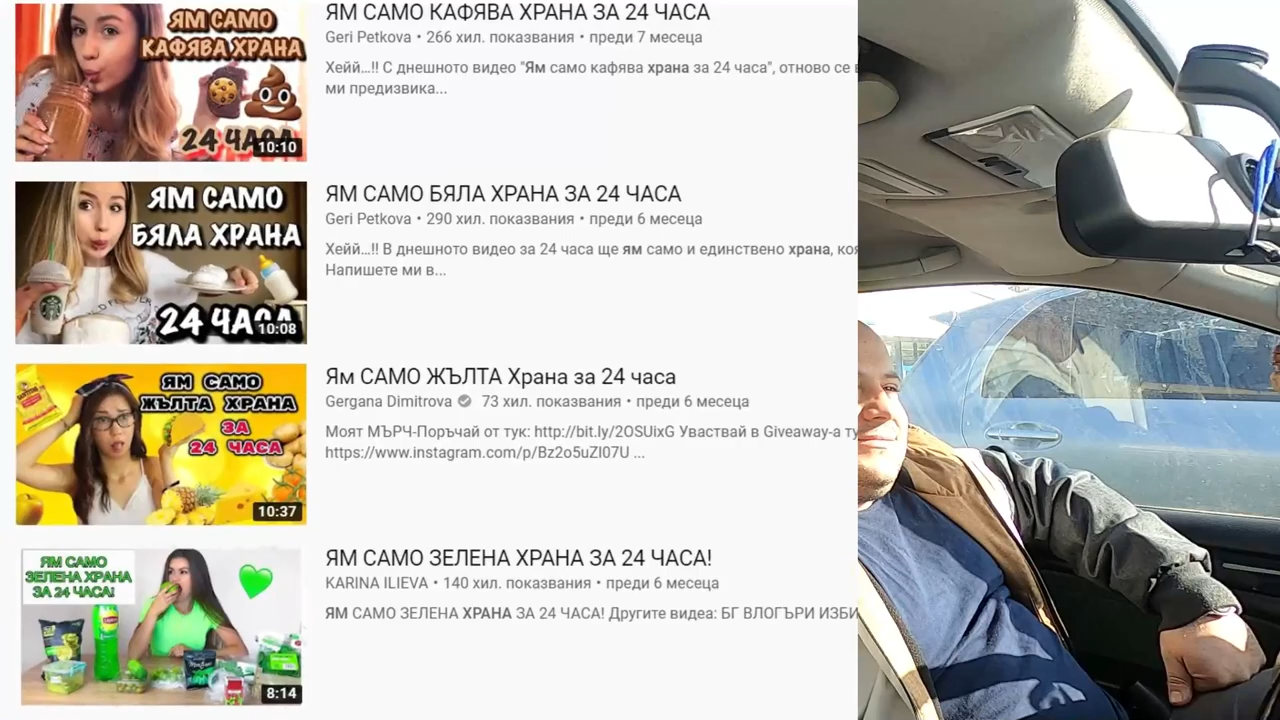 ЯМ САМО
КАФЯВА ХРАНА
24 ЧАСА
10:10
ЯМ САМО КАФЯВА ХРАНА ЗА 24 ЧАСА
Geri Petkova • 266 хил. показвания • преди 7 месеца
Хеӣӣ...!! С днешното видео "Ям само кафява храна за 24 часа", отново се
ми предизвика...
ЯМ САМО
БЯЛА ХРАНА
24 ЧАСА
10:08
ЯМ САМО БЯЛА ХРАНА ЗА 24 ЧАСА
Geri Petkova • 290 хил. показвания • преди 6 месеца
Хейй...!! В днешното видео за 24 часа ще ям само и единствено храна, коя
Напишете ми в...
ЯМ САМО
ЖЪЛТА ХРАНА
ЗА
24 ЧАСА
10:37
Ям САМО ЖЪЛТА Храна за 24 часа
Gergana Dimitrova 73 хил. показвания • преди 6 месеца
Моят МЪРЧ-Поръчай от тук: http://bit.ly/2OSUixG Увастваӣ в Giveaway-a ту
https://www.instagram.com/p/Bz2o5uZI07U ...
ЯМ САМО
ЗЕЛЕНА ХРАНА
ЗА 24 ЧАСА!
8:14
ЯМ САМО ЗЕЛЕНА ХРАНА ЗА 24 ЧАСА!
KARINA ILIEVA • 140 хил. показвания • преди 6 месеца
ЯМ САМО ЗЕЛЕНА ХРАНА ЗА 24 ЧАСА! Другите видеа: БГ ВЛОГЪРИ ИЗБИ